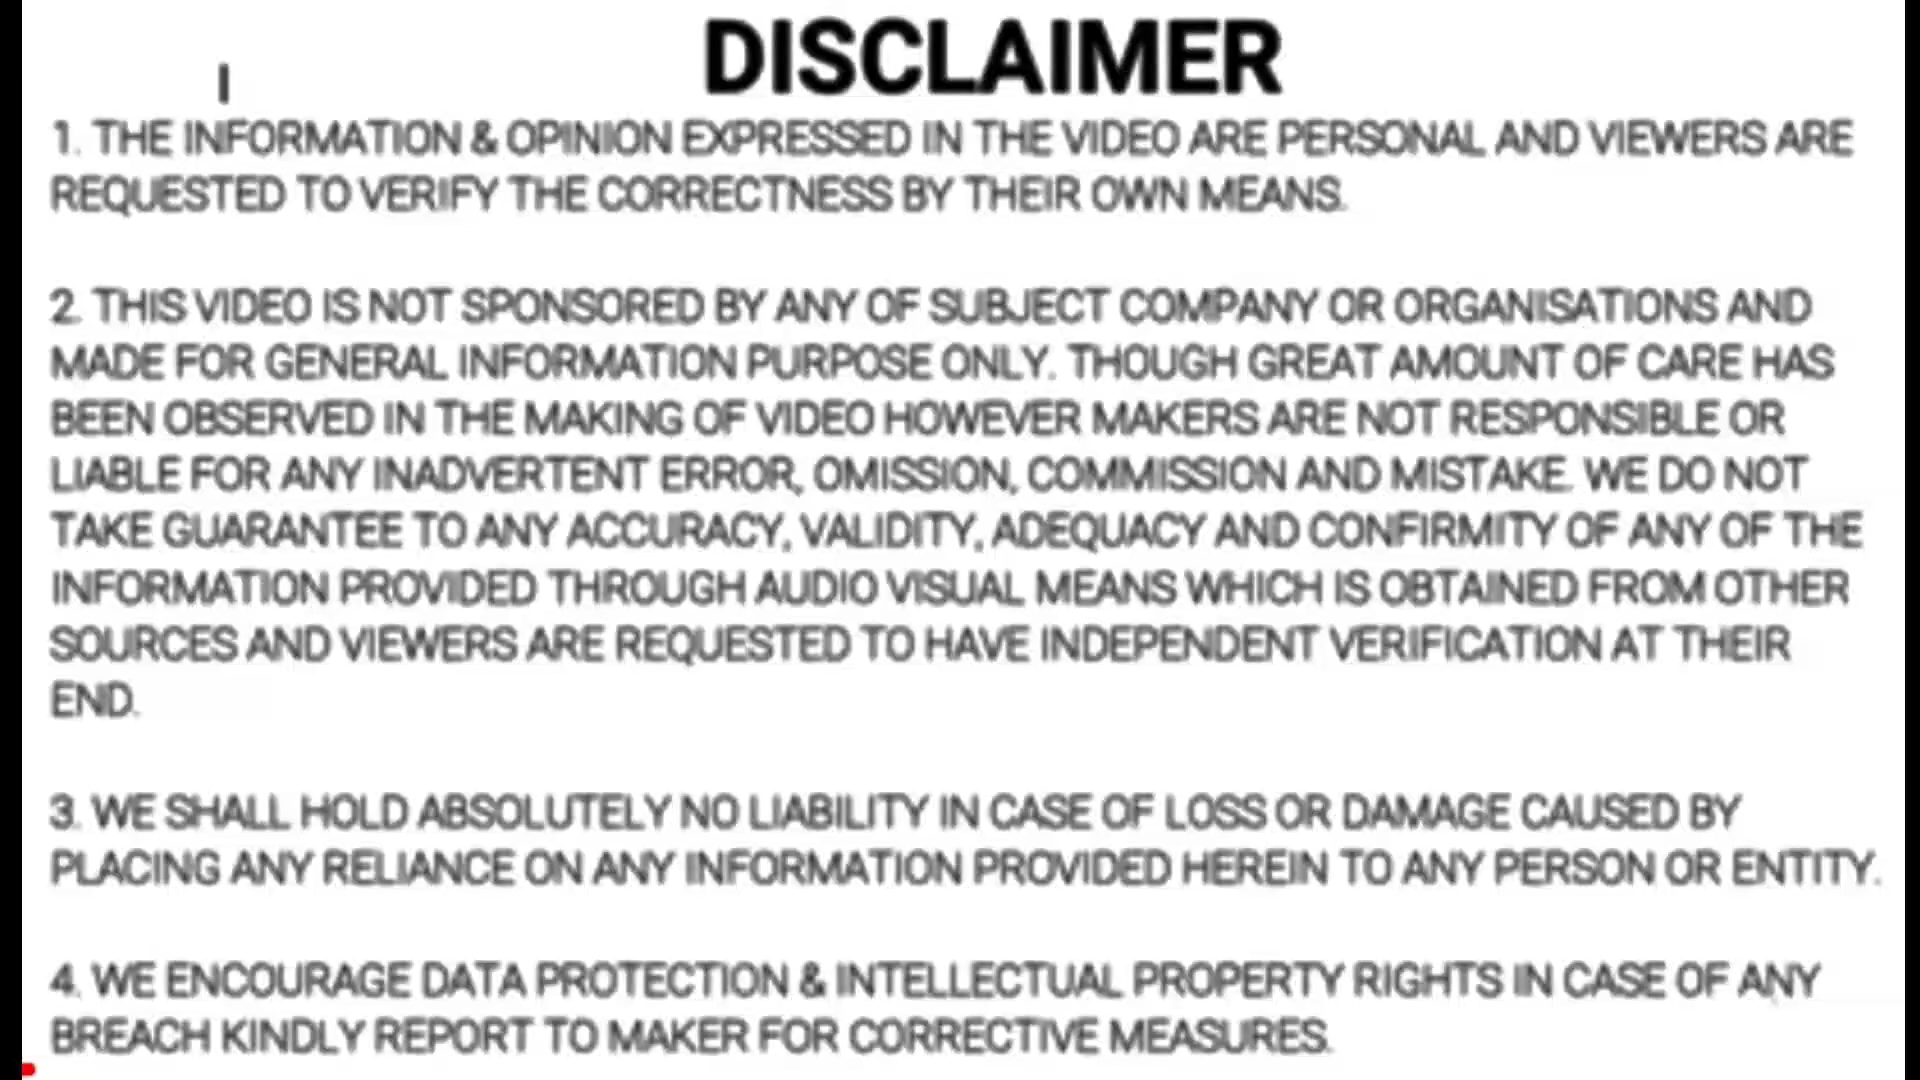 DISCLAIMER
1. THE INFORMATION & OPINION EXPRESSED IN THE VIDEO ARE PERSONAL AND VIEWERS ARE
REQUESTED TO VERIFY THE CORRECTNESS BY THEIR OWN MEANS.
2. THIS VIDEO IS NOT SPONSORED BY ANY OF SUBJECT COMPANY OR ORGANISATIONS AND
MADE FOR GENERAL INFORMATION PURPOSE ONLY. THOUGH GREAT AMOUNT OF CARE HAS
BEEN OBSERVED IN THE MAKING OF VIDEO HOWEVER MAKERS ARE NOT RESPONSIBLE OR
LIABLE FOR ANY INADVERTENT ERROR, OMISSION, COMMISSION AND MISTAKE. WE DO NOT
TAKE GUARANTEE TO ANY ACCURACY, VALIDITY, ADEQUACY AND CONFIRMITY OF ANY OF THE
INFORMATION PROVIDED THROUGH AUDIO VISUAL MEANS WHICH IS OBTAINED FROM OTHER
SOURCES AND VIEWERS ARE REQUESTED TO HAVE INDEPENDENT VERIFICATION AT THEIR
END.
3. WE SHALL HOLD ABSOLUTELY NO LIABILITY IN CASE OF LOSS OR DAMAGE CAUSED BY
PLACING ANY RELIANCE ON ANY INFORMATION PROVIDED HEREIN TO ANY PERSON OR ENTITY.
4. WE ENCOURAGE DATA PROTECTION & INTELLECTUAL PROPERTY RIGHTS IN CASE OF ANY
BREACH KINDLY REPORT TO MAKER FOR CORRECTIVE MEASURES.